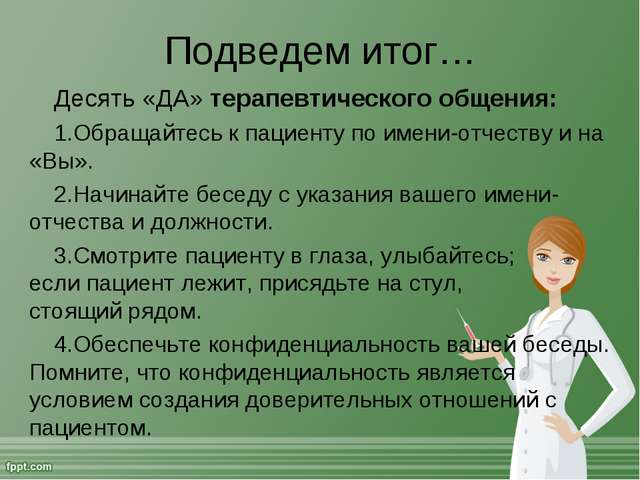 Подведем итог…
Десять «ДА» терапевтического общения:
1.Обращайтесь к пациенту по имени-отчеству и на
«Вы».
2.Начинайте беседу с указания вашего имени-
отчества и должности.
3.Смотрите пациенту в глаза, улыбайтесь;
если пациент лежит, присядьте на стул,
стоящий рядом.
4.Обеспечьте конфиденциальность вашей беседы.
Помните, что конфиденциальность является
условием создания доверительных отношений с
пациентом.
fppt.com